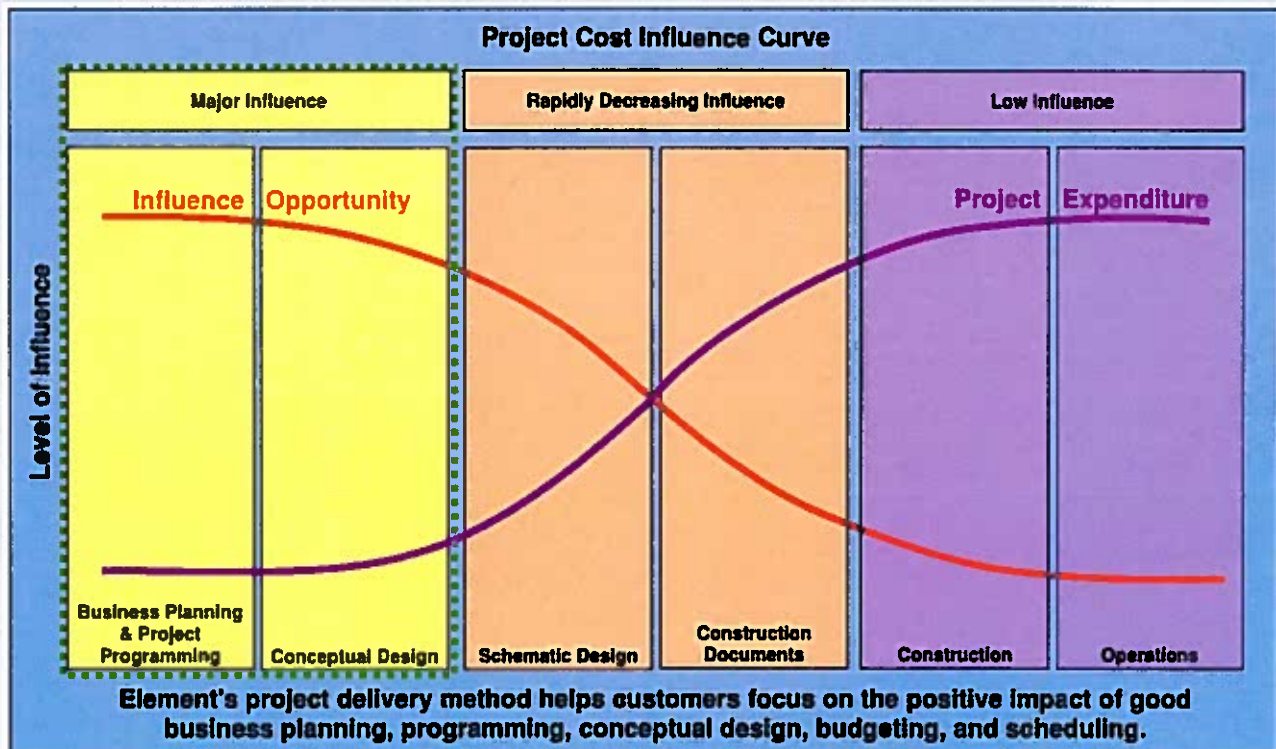 Project Cost Influence Curve
Major Influence
Rapidly Decreasing Influence
Low Influence
Influence Opportunity
Project Expenditure
Level of Influence
Business Planning
& Project
Programming
Conceptual Design
Schematic Design
Construction
Documents
Construction
Operations
Element's project delivery method helps customers focus on the positive impact of good
business planning, programming, conceptual design, budgeting, and scheduling.